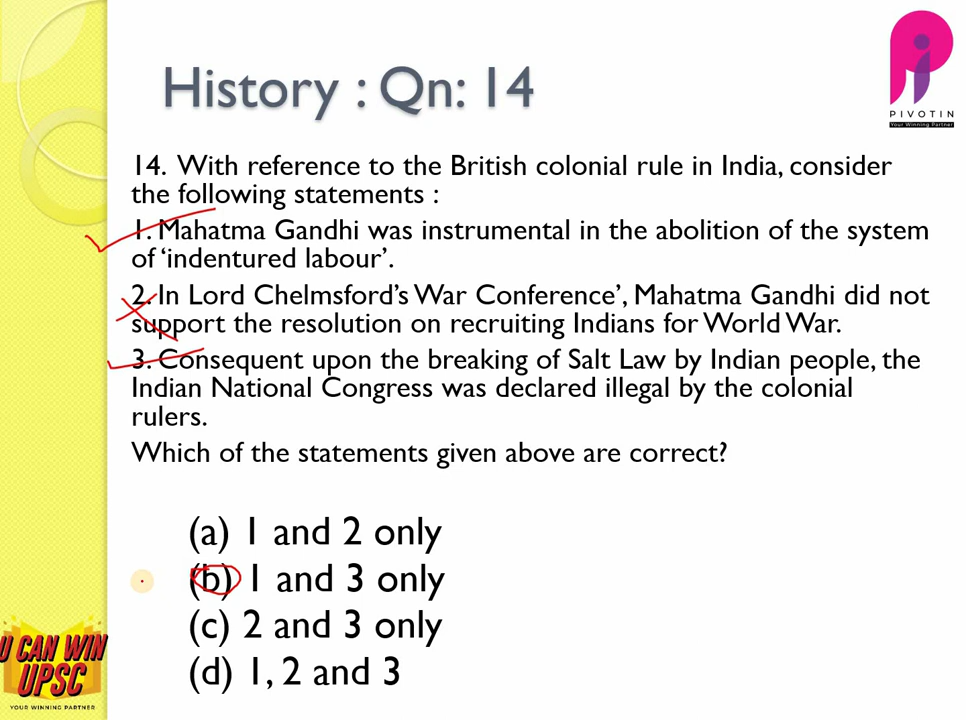 History : Qn: 14
PIVOTIN
Your Winning Partner
14. With reference to the British colonial rule in India, consider
the following statements :
1. Mahatma Gandhi was instrumental in the abolition of the system
of ‘indentured labour’.
2. In Lord Chelmsford’s War Conference’, Mahatma Gandhi did not
support the resolution on recruiting Indians for World War.
3. Consequent upon the breaking of Salt Law by Indian people, the
Indian National Congress was declared illegal by the colonial
rulers.
Which of the statements given above are correct?
(a) 1 and 2 only
(b) 1 and 3 only
(c) 2 and 3 only
(d) 1, 2 and 3
U CAN WIN
UPSC
YOUR WINNING PARTNER